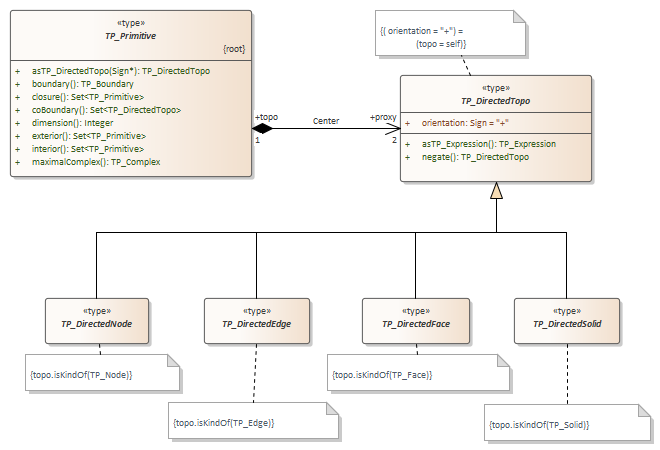 «type»
TP_Primitive
{root}
+ asTP_DirectedTopo(Sign*): TP_DirectedTopo
+ boundary(): TP_Boundary
+ closure(): Set<TP_Primitive>
+ coBoundary(): Set<TP_DirectedTopo>
+ dimension(): Integer
+ exterior(): Set<TP_Primitive>
+ interior(): Set<TP_Primitive>
+ maximalComplex(): TP_Complex
{( orientation = "+") =
(topo = self)}
+topo
1
Center
+proxy
2
«type»
TP_DirectedTopo
+ orientation: Sign = "+"
+ asTP_Expression(): TP_Expression
+ negate(): TP_DirectedTopo
«type»
TP_DirectedNode
«type»
TP_DirectedEdge
«type»
TP_DirectedFace
«type»
TP_DirectedSolid
{topo.isKindOf(TP_Node)}
{topo.isKindOf(TP_Face)}
{topo.isKindOf(TP_Edge)}
{topo.isKindOf(TP_Solid)}